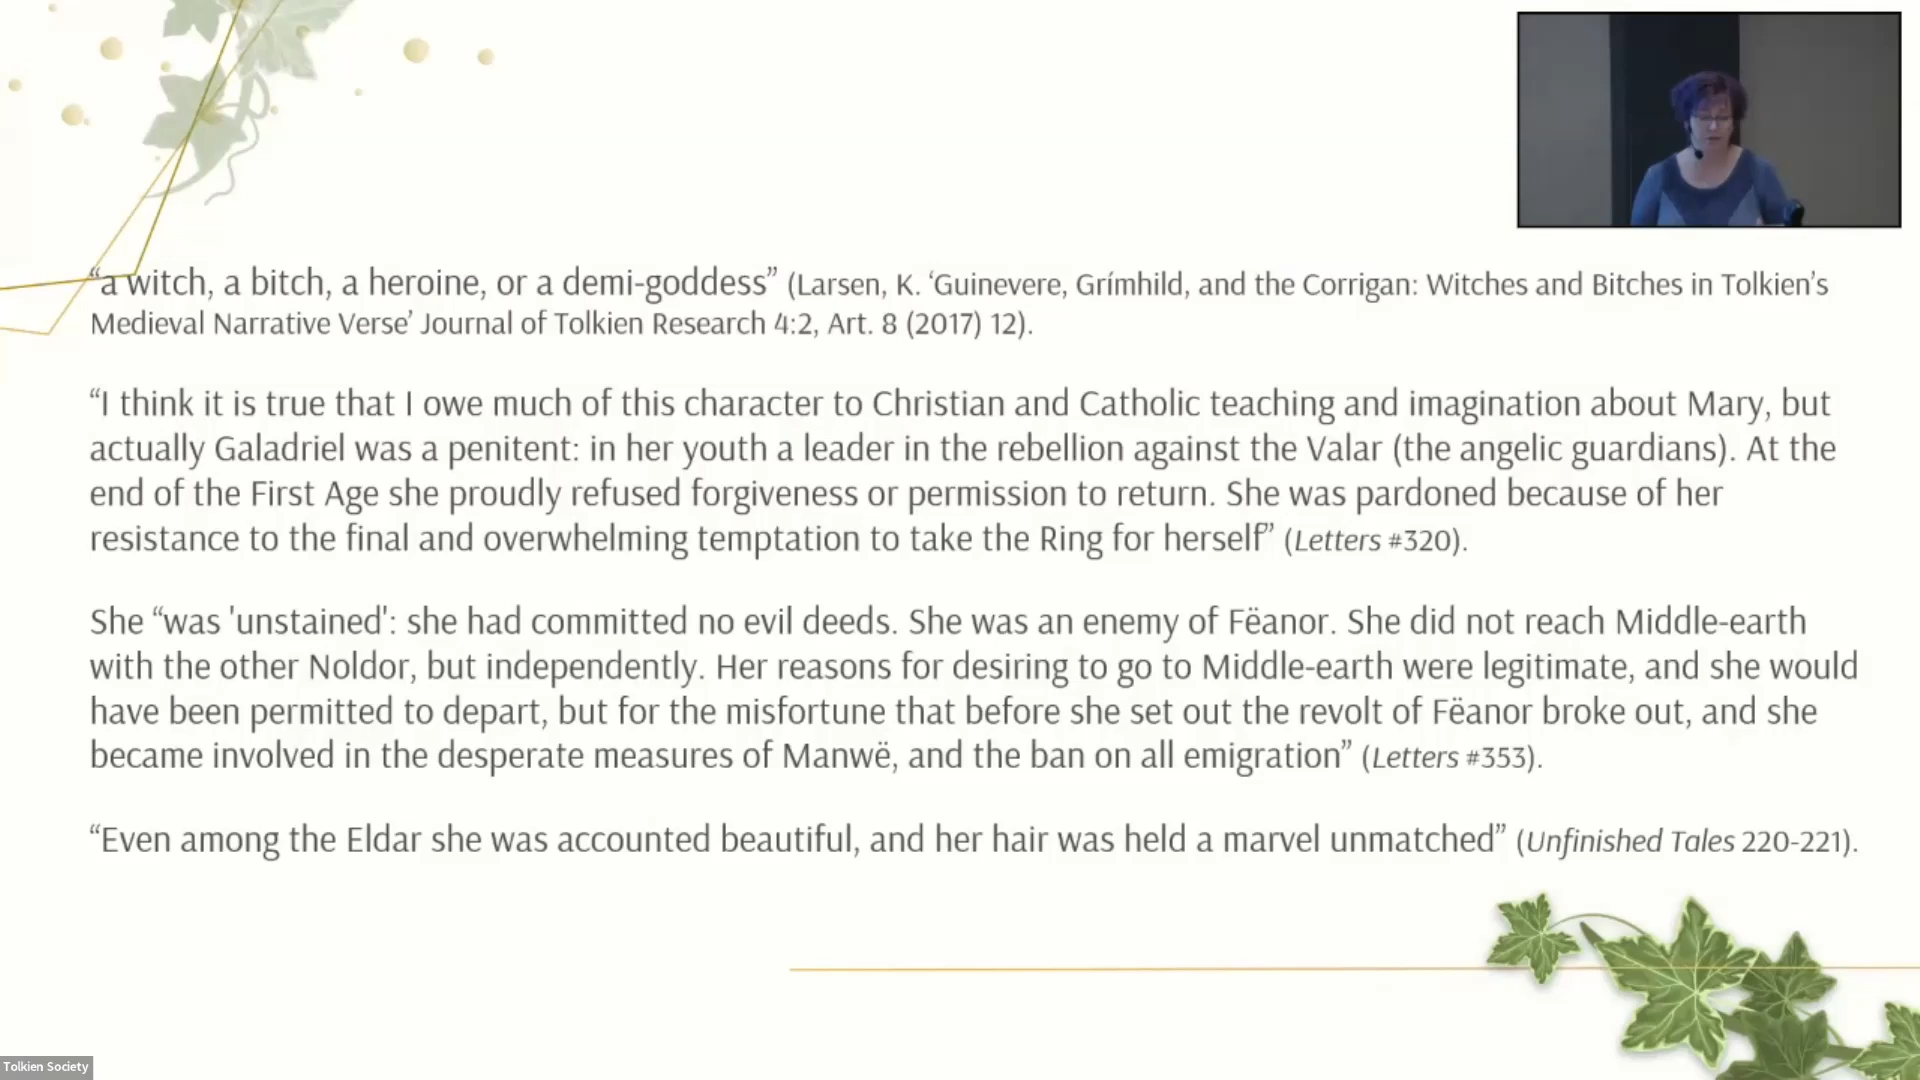 “a witch, a bitch, a heroine, or a demi-goddess” (Larsen, K. ‘Guinevere, Grímhild, and the Corrigan: Witches and Bitches in Tolkien’s
Medieval Narrative Verse’ Journal of Tolkien Research 4:2, Art. 8 (2017) 12).
“I think it is true that I owe much of this character to Christian and Catholic teaching and imagination about Mary, but
actually Galadriel was a penitent: in her youth a leader in the rebellion against the Valar (the angelic guardians). At the
end of the First Age she proudly refused forgiveness or permission to return. She was pardoned because of her
resistance to the final and overwhelming temptation to take the Ring for herself” (Letters #320).
She “was 'unstained': she had committed no evil deeds. She was an enemy of Fëanor. She did not reach Middle-earth
with the other Noldor, but independently. Her reasons for desiring to go to Middle-earth were legitimate, and she would
have been permitted to depart, but for the misfortune that before she set out the revolt of Fëanor broke out, and she
became involved in the desperate measures of Manwë, and the ban on all emigration” (Letters #353).
“Even among the Eldar she was accounted beautiful, and her hair was held a marvel unmatched” (Unfinished Tales 220-221).
Tolkien Society